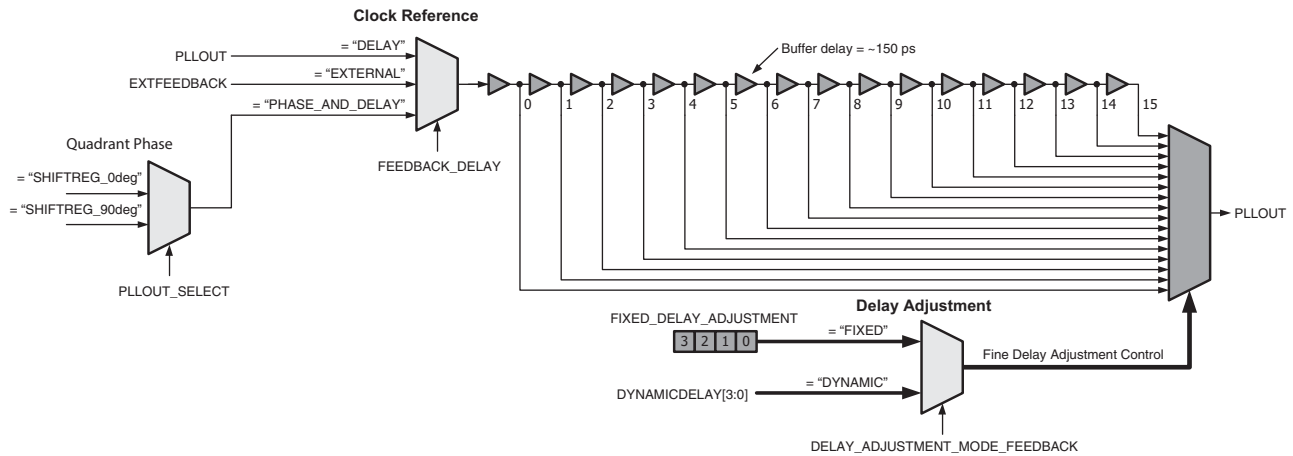 Clock Reference
PLLOUT
= “DELAY”
EXTFEEDBACK
= “EXTERNAL”
= “PHASE_AND_DELAY”
FEEDBACK_DELAY
Buffer delay = ~150 ps
0 1 2 3 4 5 6 7 8 9 10 11 12 13 14 15
Quadrant Phase
= “SHIFTREG_0deg”
= “SHIFTREG_90deg”
PLLOUT_SELECT
PLLOUT
Delay Adjustment
FIXED_DELAY_ADJUSTMENT
3 2 1 0
= “FIXED”
Fine Delay Adjustment Control
DYNAMICDELAY[3:0]
= “DYNAMIC”
DELAY_ADJUSTMENT_MODE_FEEDBACK